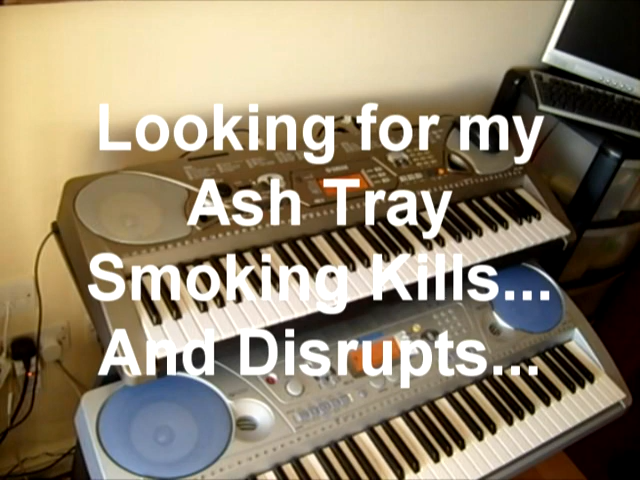 Looking for my
Ash Tray
Smoking Kills...
And Disrupts...